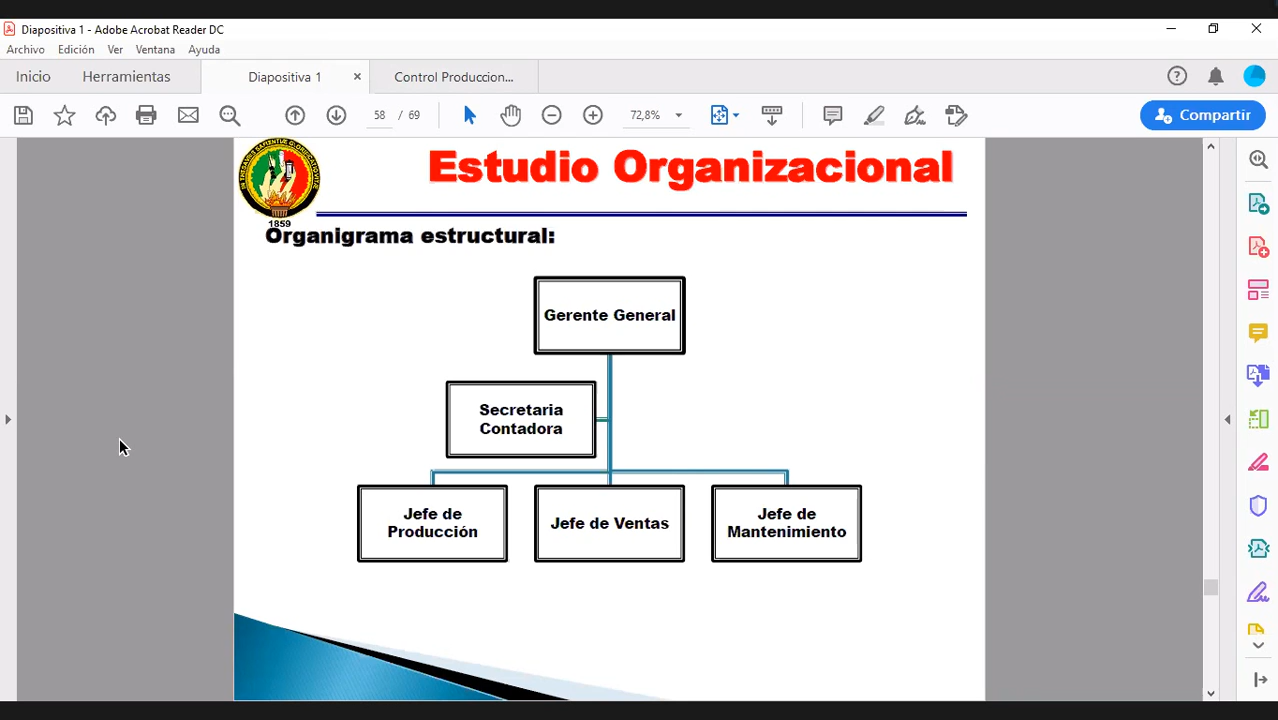 Diapositiva 1 - Adobe Acrobat Reader DC
Archivo Edición Ver Ventana Ayuda
Inicio Herramientas Diapositiva 1 Control Produccion...
58 / 69 72,8% Compartir
Estudio Organizacional
1859
Organigrama estructural:
Gerente General
Secretaria
Contadora
Jefe de
Producción
Jefe de Ventas
Jefe de
Mantenimiento